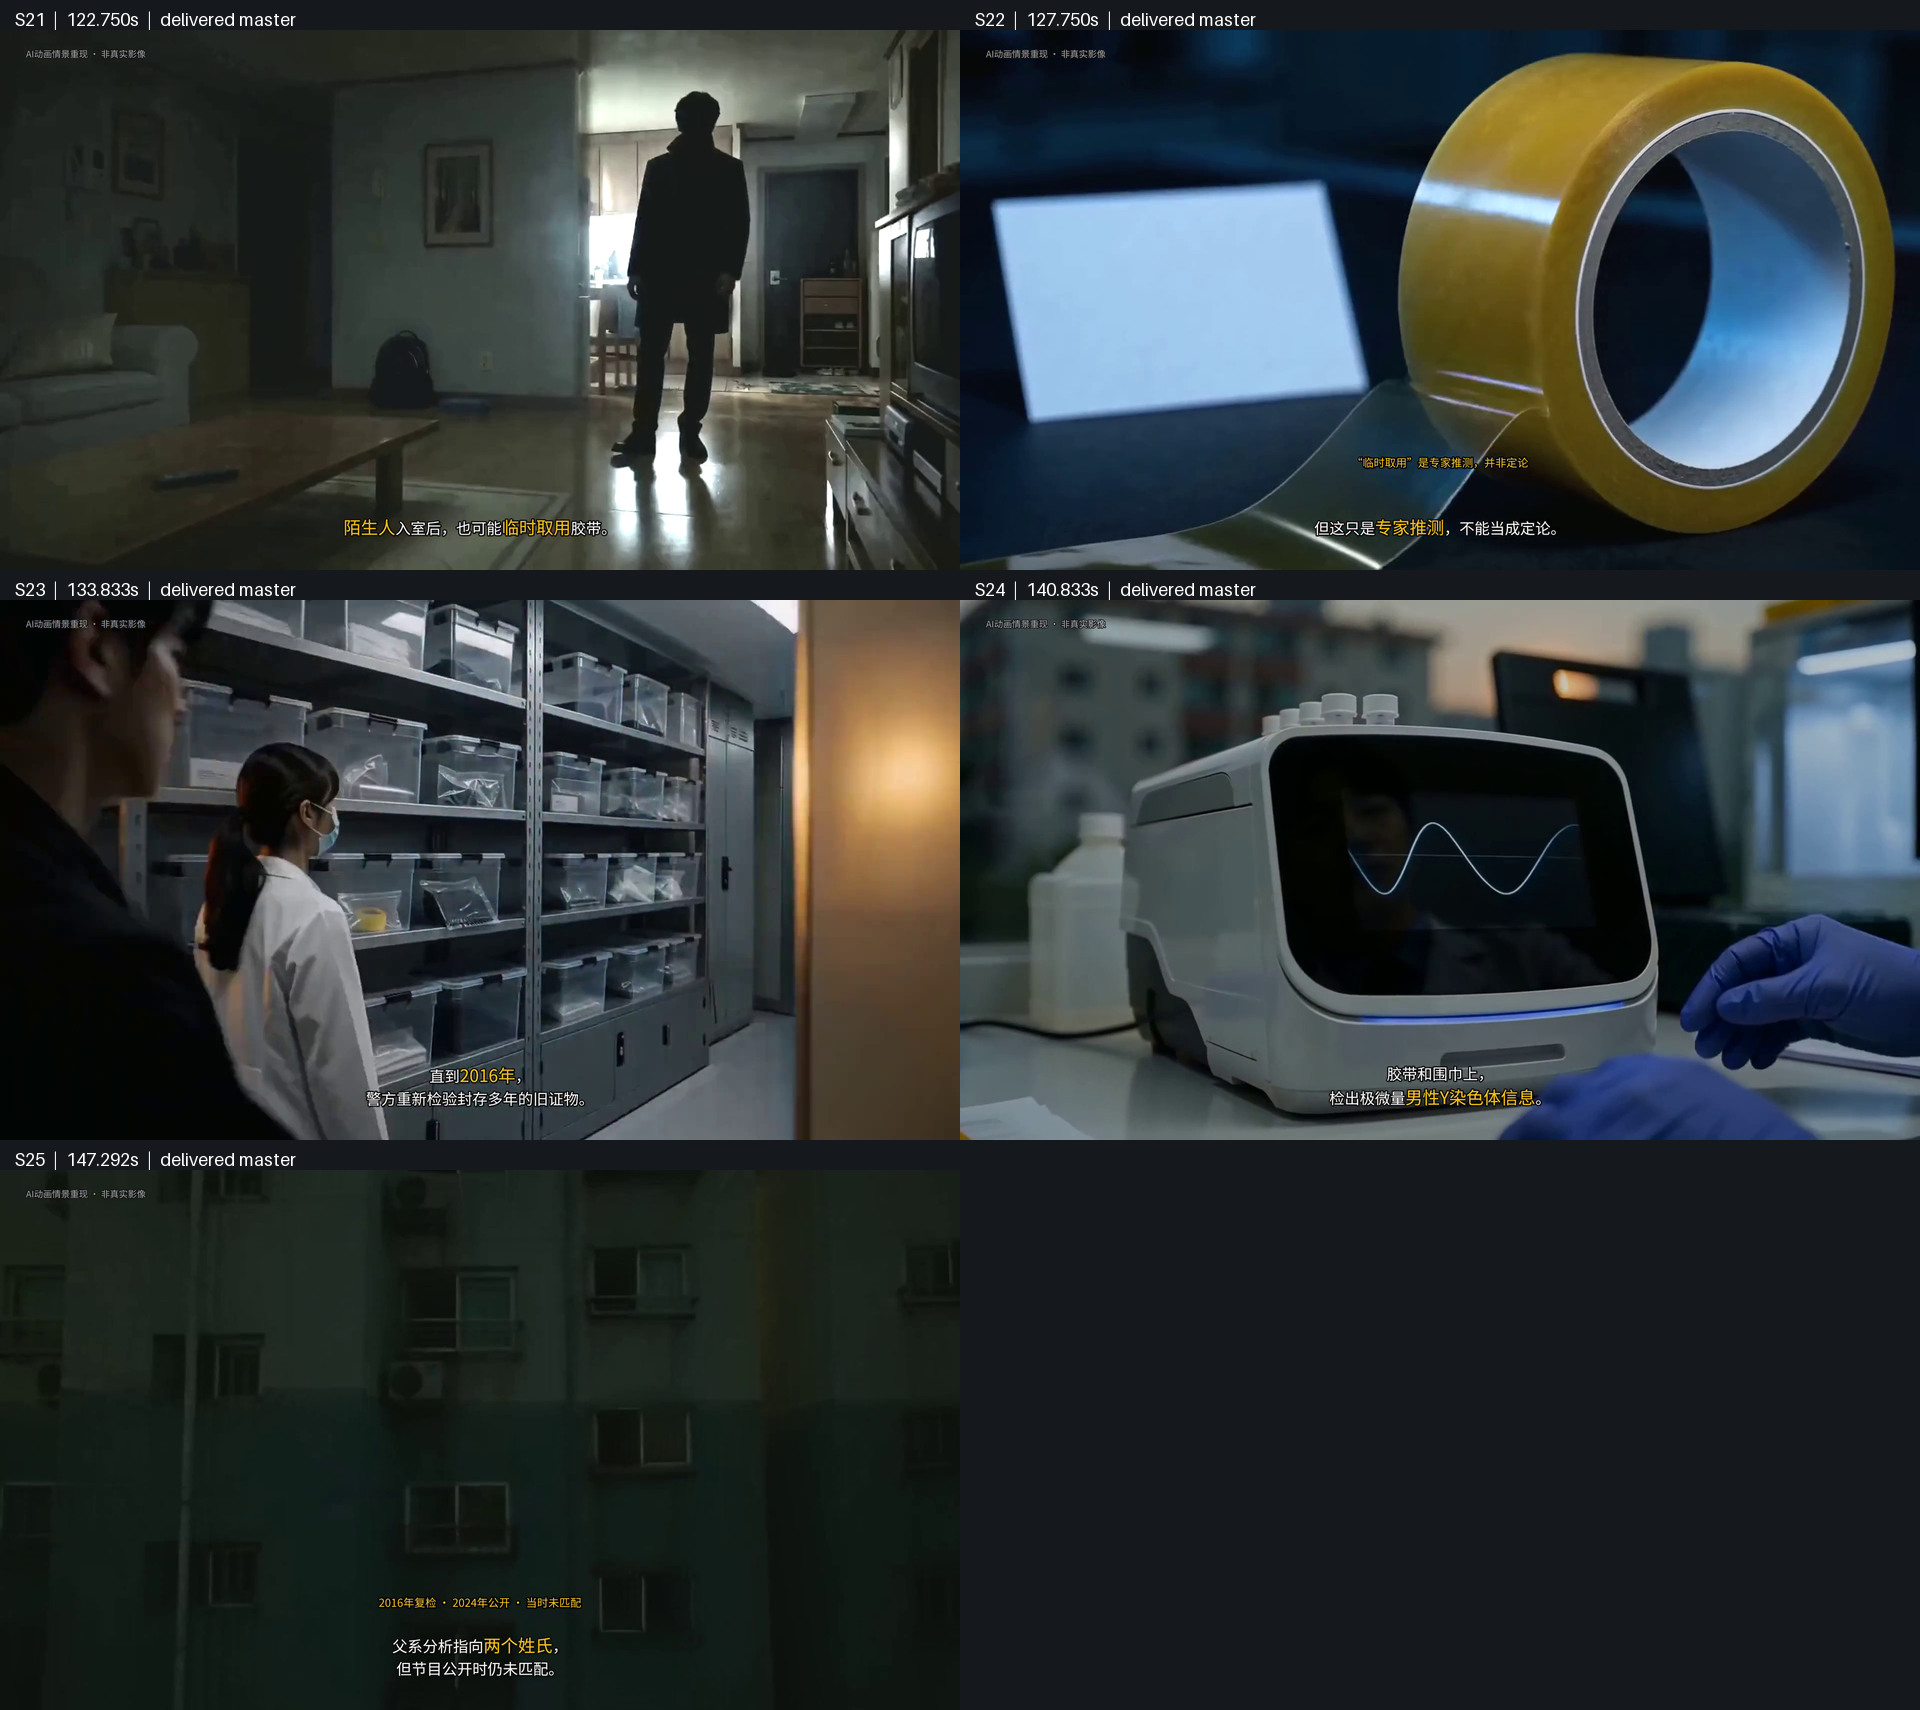 S21 | 122.750s | delivered master
AI动画情景重现 · 非真实影像
陌生人入室后，也可能临时取用胶带。
S22 | 127.750s | delivered master
AI动画情景重现 · 非真实影像
“临时取用”是专家推测，并非定论
但这只是专家推测，不能当成定论。
S23 | 133.833s | delivered master
AI动画情景重现 · 非真实影像
直到2016年，
警方重新检验封存多年的旧证物。
S24 | 140.833s | delivered master
AI动画情景重现 · 非真实影像
胶带和围巾上，
检出极微量男性Y染色体信息。
S25 | 147.292s | delivered master
AI动画情景重现 · 非真实影像
2016年复检 · 2024年公开 · 当时未匹配
父系分析指向两个姓氏，
但节目公开时仍未匹配。